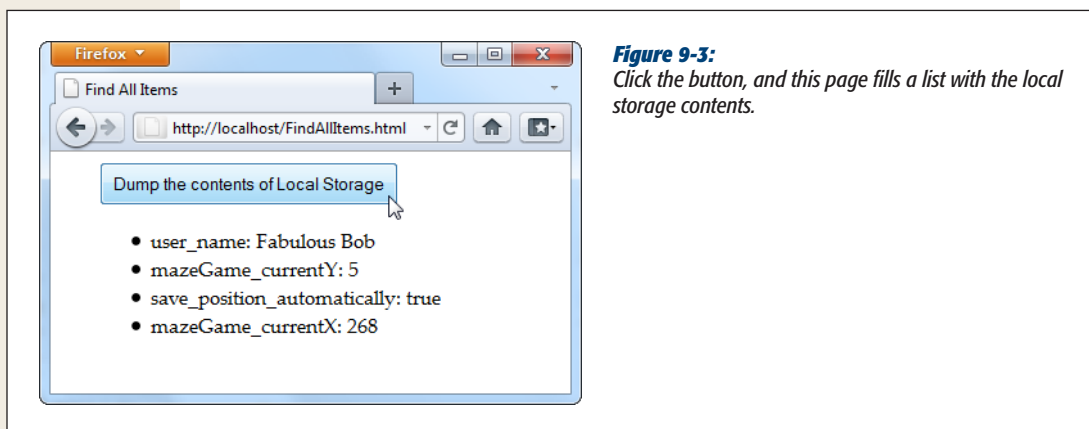 Firefox
Find All Items
http://localhost/FindAllItems.html
Dump the contents of Local Storage
• user_name: Fabulous Bob
• mazeGame_currentY: 5
• save_position_automatically: true
• mazeGame_currentX: 268
Figure 9-3:
Click the button, and this page fills a list with the local
storage contents.